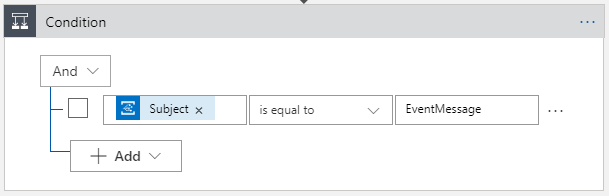 Condition
And
Subject is equal to EventMessage
Add